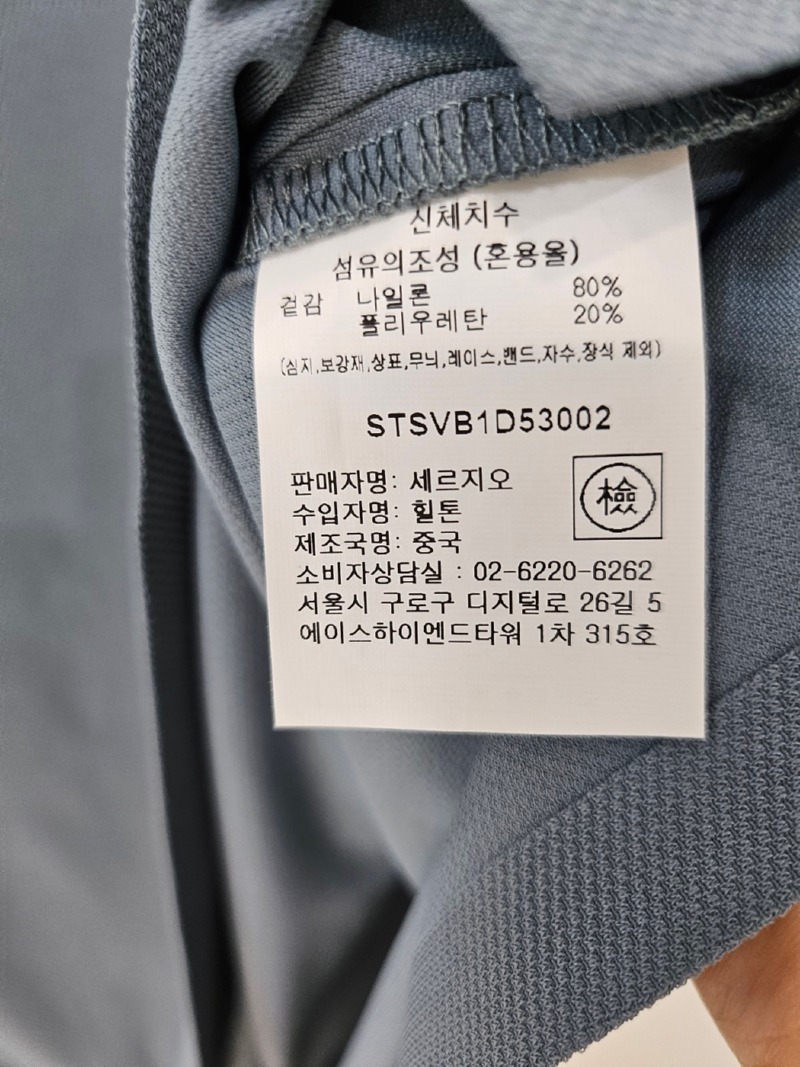 신체치수
섬유의조성 (혼용율)
겉감 나일론 80%
폴리우레탄 20%
(심지,보강재,상표,무늬,레이스,밴드,자수,장식 제외)
STSVB1D53002
판매자명: 세르지오
檢
수입자명: 힐튼
제조국명: 중국
소비자상담실 : 02-6220-6262
서울시 구로구 디지털로 26길 5
에이스하이엔드타워 1차 315호